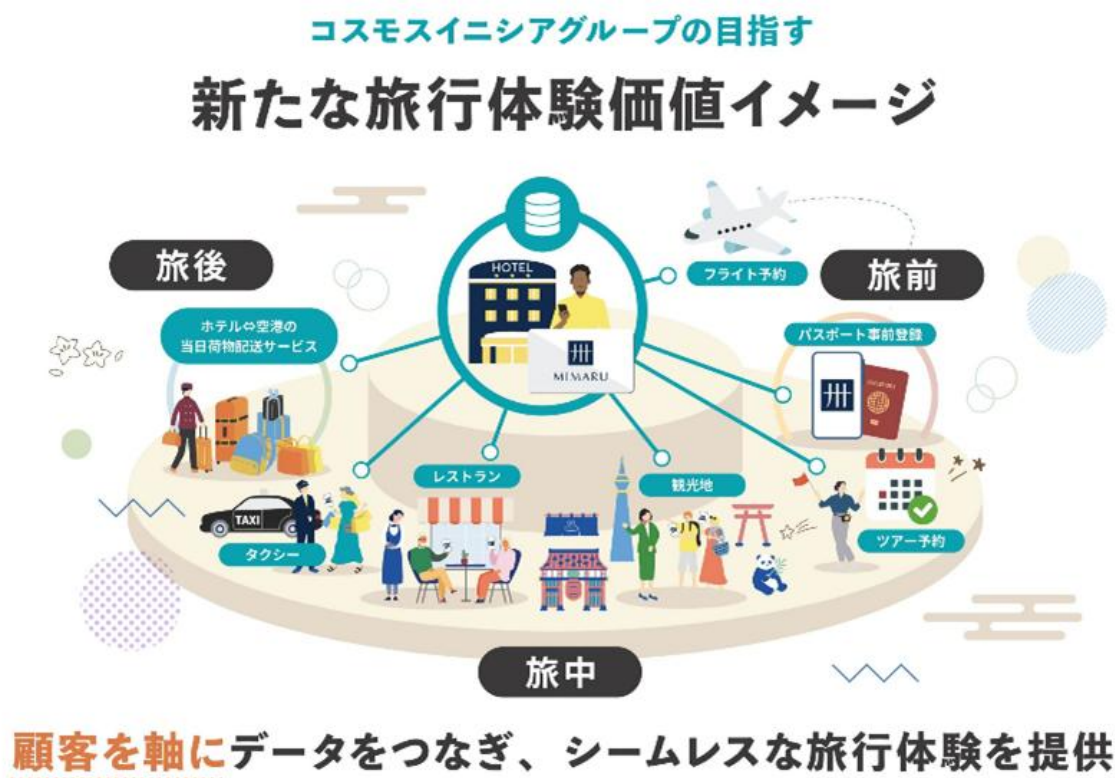 コスモスイニシアグループの目指す
新たな旅行体験価値イメージ
旅後
HOTEL
フライト予約
旅前
ホテル⇔空港の
当日荷物配送サービス
パスポート事前登録
MIMARU
レストラン
観光地
TAXI
タクシー
ツアー予約
旅中
顧客を軸にデータをつなぎ、シームレスな旅行体験を提供